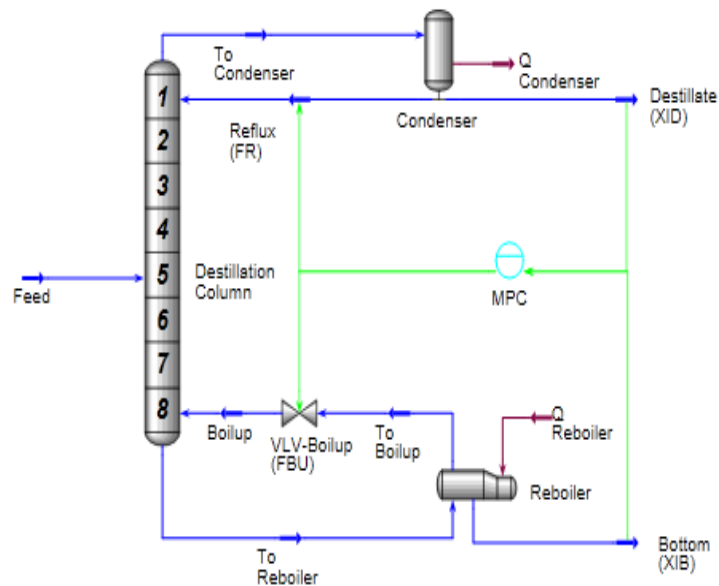 To
Condenser
Q
Condenser
1
Reflux
(FR)
Condenser
Destillate
(XID)
2
3
4
Destillation
Column
5
Feed
MPC
6
7
8
Boilup
VLV-Boilup
(FBU)
To
Boilup
Q
Reboiler
Reboiler
To
Reboiler
Bottom
(XIB)